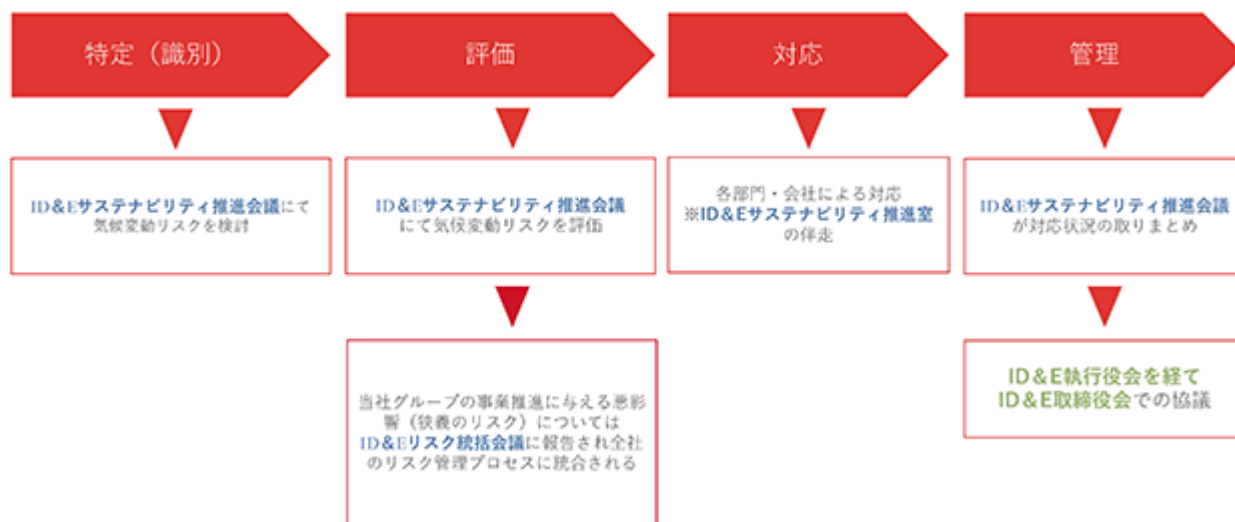 特定（識別）
評価
対応
管理
ID＆Eサステナビリティ推進会議にて
気候変動リスクを検討
ID＆Eサステナビリティ推進会議
にて気候変動リスクを評価
各部門・会社による対応
※ID＆Eサステナビリティ推進室
の伴走
ID＆Eサステナビリティ推進会議
が対応状況の取りまとめ
当社グループの事業推進に与える悪影
響（狭義のリスク）については
ID＆Eリスク統括会議に報告され全社
のリスク管理プロセスに統合される
ID＆E執行役会を経て
ID＆E取締役会での協議